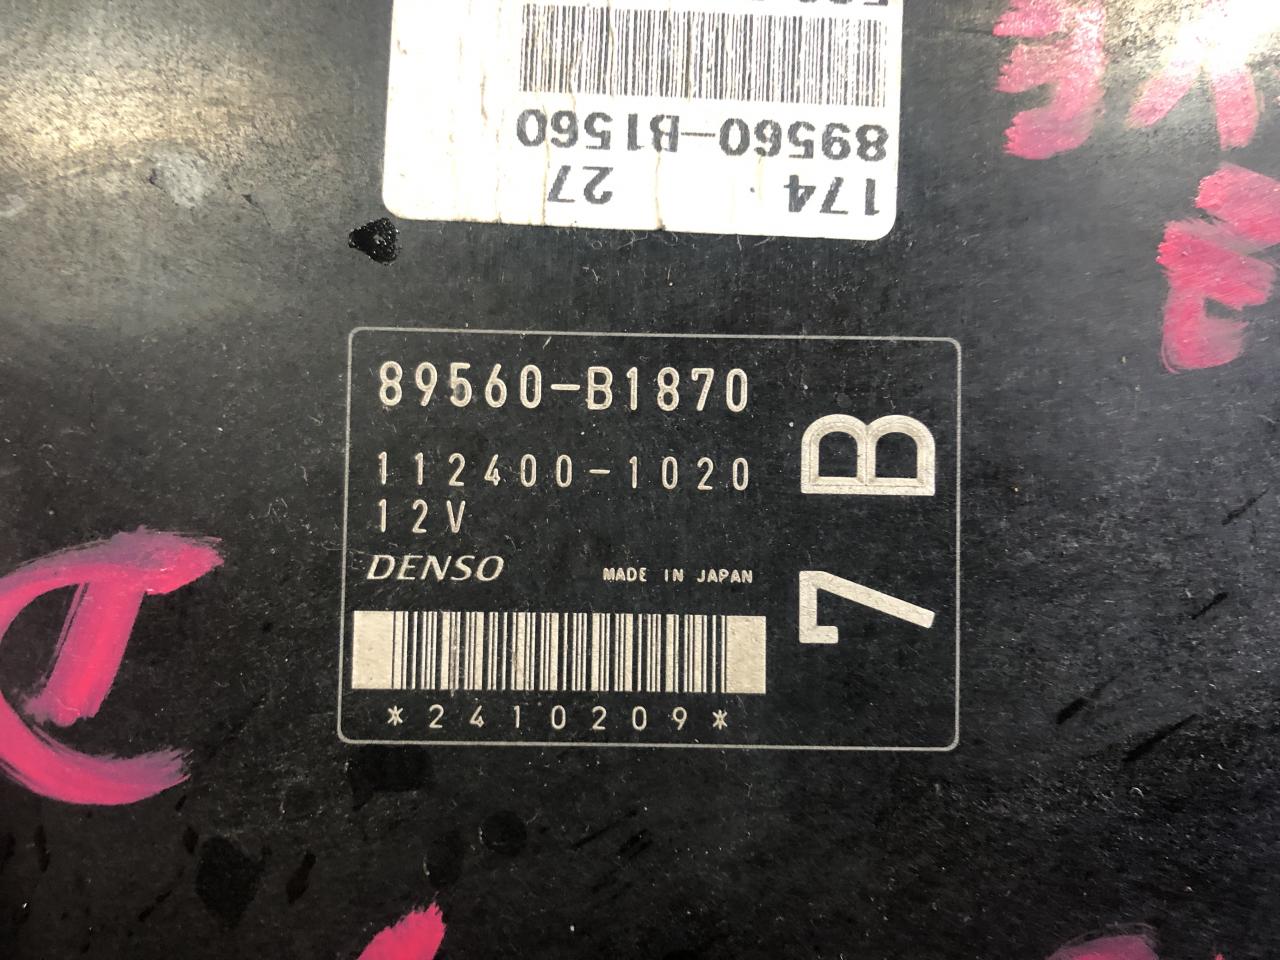 174 27
89560-B1560
89560-B1870
112400-1020
12V
DENSO MADE IN JAPAN
*2410209*
7B